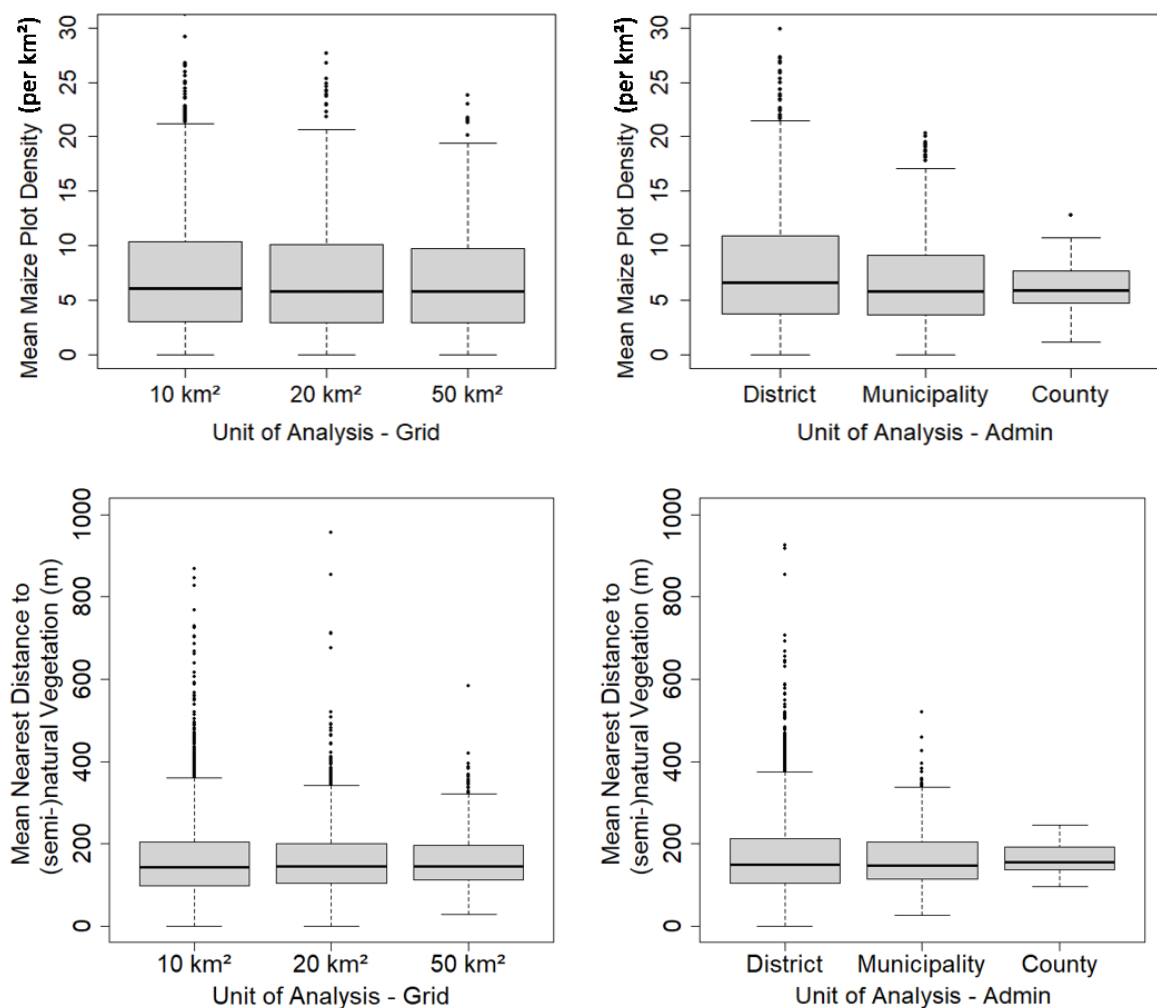 Mean Maize Plot Density (per km²)
30
25
20
15
10
5
0
10 km² 20 km² 50 km²
Unit of Analysis - Grid
Mean Maize Plot Density (per km²)
30
25
20
15
10
5
0
District Municipality County
Unit of Analysis - Admin
Mean Nearest Distance to
(semi-)natural Vegetation (m)
1000
800
600
400
200
0
10 km² 20 km² 50 km²
Unit of Analysis - Grid
Mean Nearest Distance to
(semi-)natural Vegetation (m)
1000
800
600
400
200
0
District Municipality County
Unit of Analysis - Admin